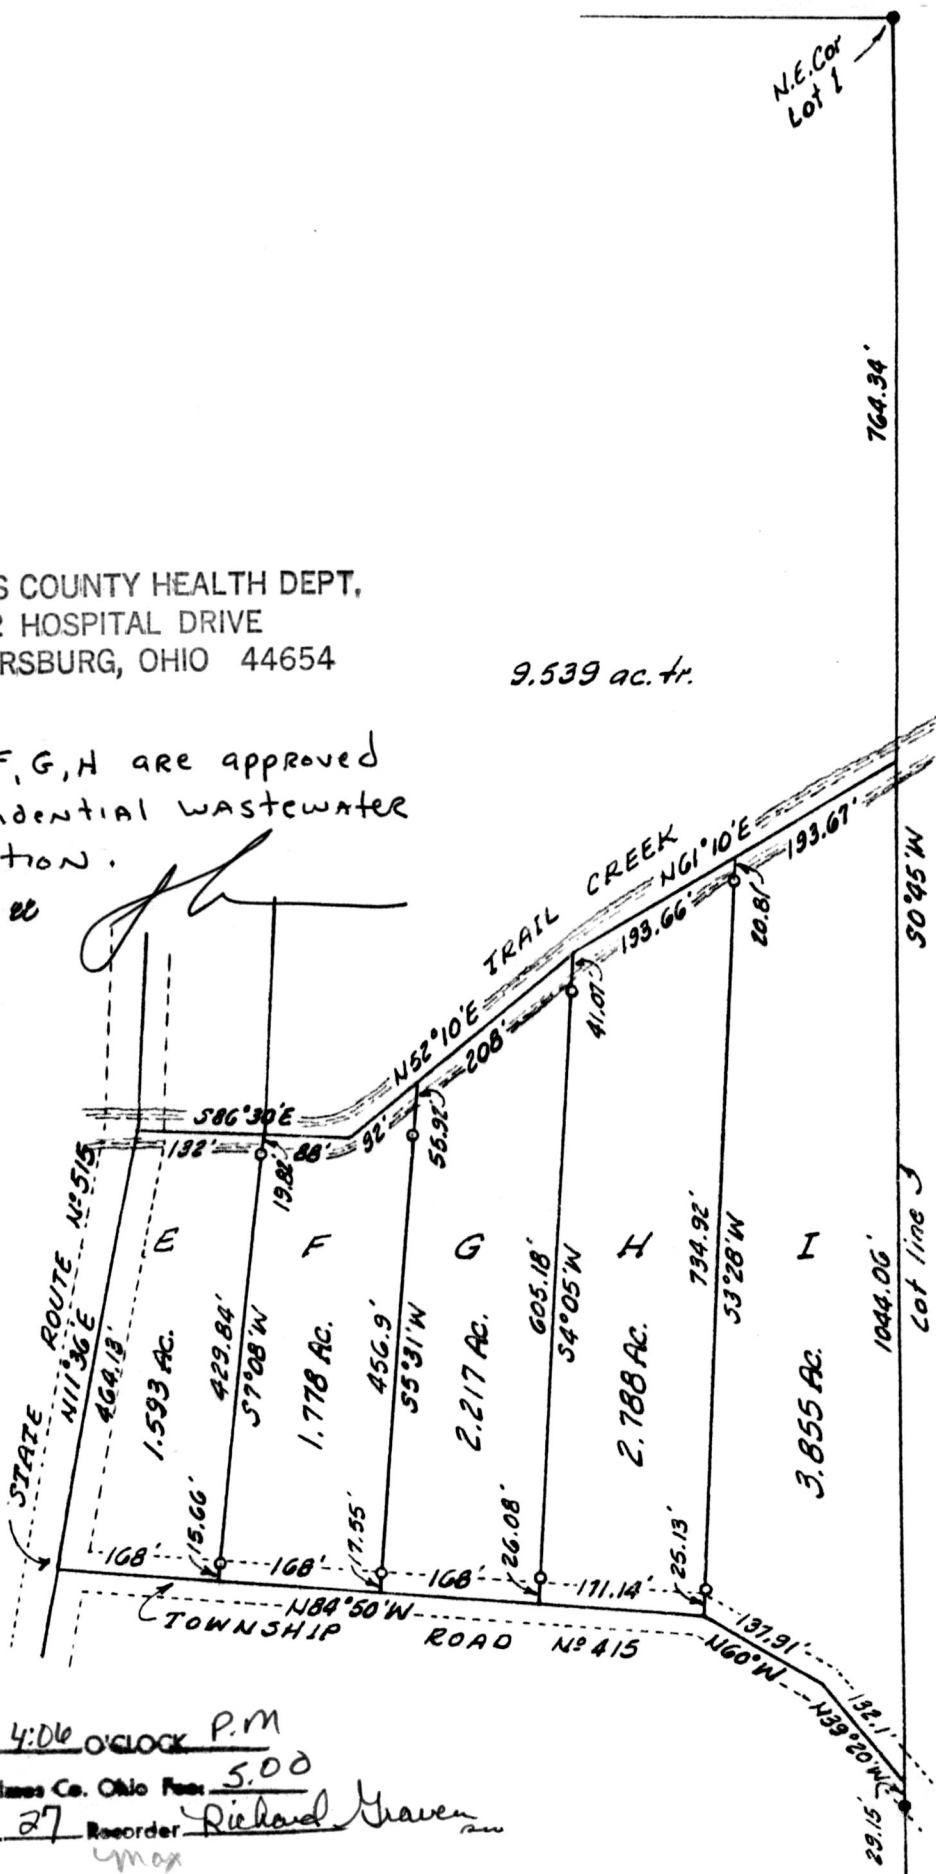 N.E. Cor
Lot 1
764.34'
S COUNTY HEALTH DEPT,
2 HOSPITAL DRIVE
RSBURG, OHIO 44654
9.539 ac. tr.
F, G, H ARE approved
dential wastewater
tion.
TRAIL CREEK
N61°10'E
193.67'
193.66'
20.81'
S0°45'W
N52°10'E
208'
41.07'
S86°30'E
132'
88'
92'
55.92'
19.82'
STATE ROUTE Nº 515
N11°36'E
464.13'
E
1.593 Ac.
429.84'
S7°08'W
F
1.778 Ac.
456.9'
S5°31'W
G
2.217 Ac.
605.18'
S4°05'W
H
2.788 Ac.
734.92'
S3°28'W
I
3.855 Ac.
1044.06'
Lot line
168'
15.66'
168'
17.55'
168'
26.08'
171.14'
25.13'
N84°50'W
TOWNSHIP ROAD Nº 415
137.91'
N60°W
132.1'
N39°20'W
29.15'
4:06 O'CLOCK P.M
Co. Ohio Fee: 5.00
27 Recorder Richard Graven